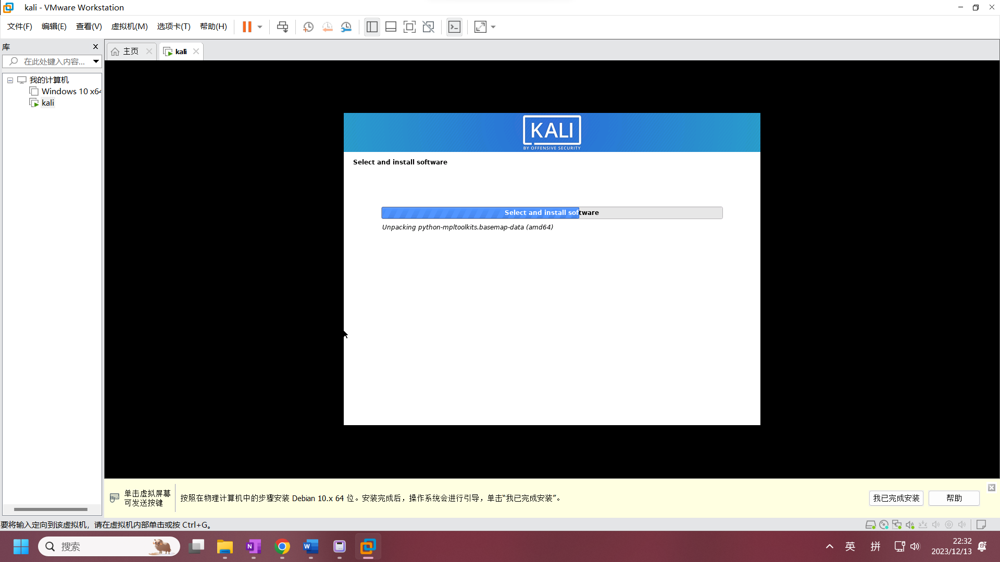 kali - VMware Workstation
文件(F) 编辑(E) 查看(V) 虚拟机(M) 选项卡(T) 帮助(H)
库
主页
kali
在此处键入内容...
我的计算机
Windows 10 x64
kali
KALI
BY OFFENSIVE SECURITY
Select and install software
Select and install software
Unpacking python-mpltoolkits.basemap-data (amd64)
单击虚拟屏幕
可发送按键
按照在物理计算机中的步骤安装 Debian 10.x 64 位。安装完成后，操作系统会进行引导，单击“我已完成安装”。
我已完成安装
帮助
要将输入定向到该虚拟机，请在虚拟机内部单击或按 Ctrl+G。
搜索
英
拼
22:32
2023/12/13